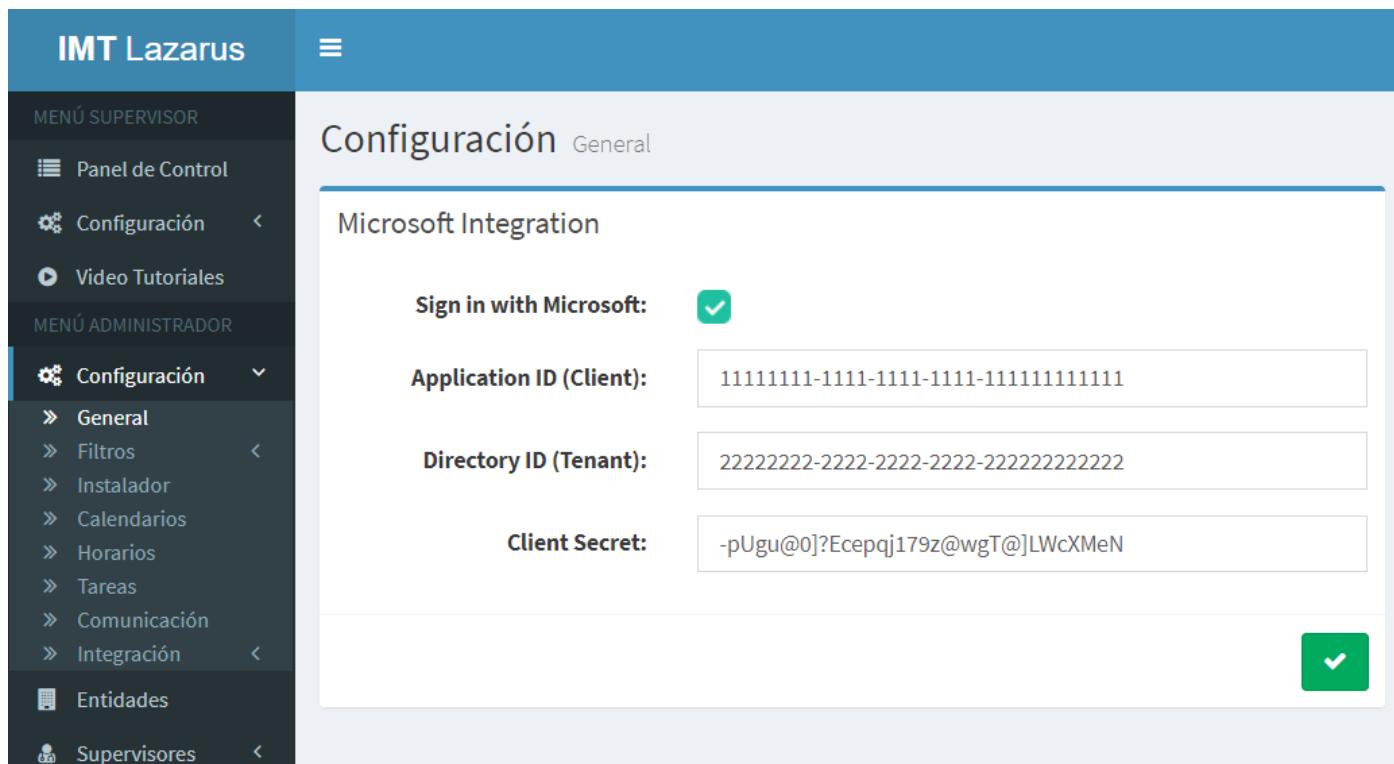 IMT Lazarus
MENÚ SUPERVISOR
Panel de Control
Configuración
Video Tutoriales
MENÚ ADMINISTRADOR
Configuración
General
Filtros
Instalador
Calendarios
Horarios
Tareas
Comunicación
Integración
Entidades
Supervisores
Configuración General
Microsoft Integration
Sign in with Microsoft:
Application ID (Client): 11111111-1111-1111-1111-111111111111
Directory ID (Tenant): 22222222-2222-2222-2222-222222222222
Client Secret: -pUgu@0]?Ecepqj179z@wgT@]LWcXMeN